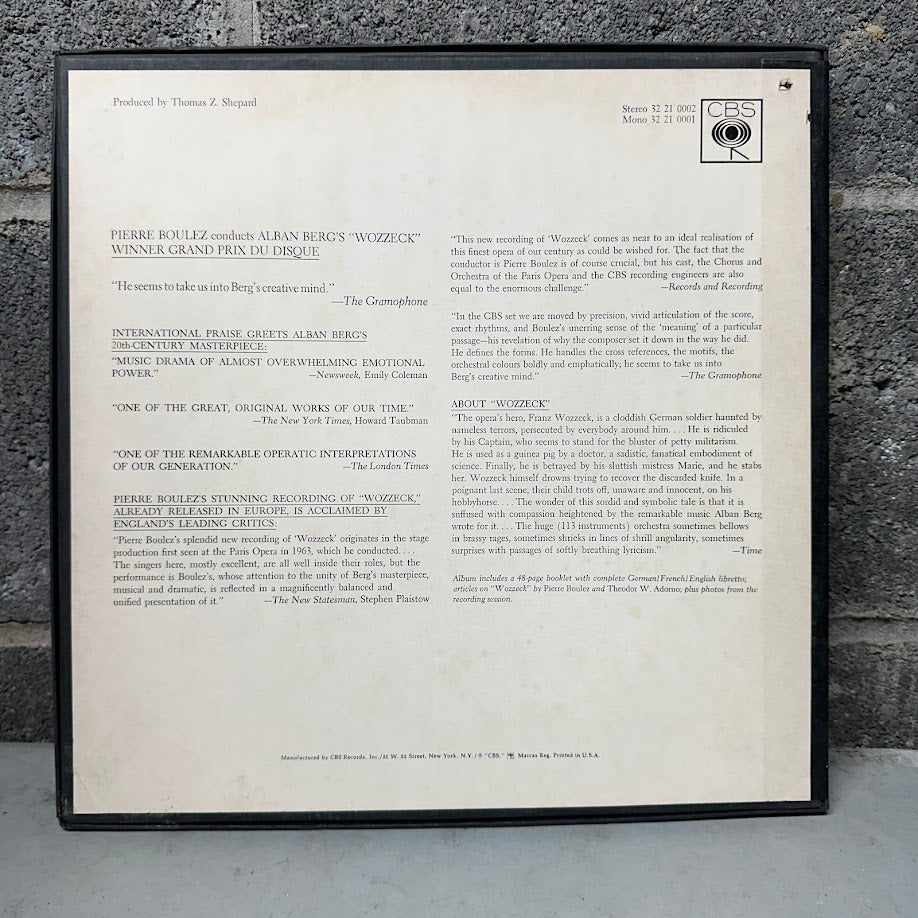 Produced by Thomas Z. Shepard
Stereo 32 21 0002
Mono 32 21 0001
CBS
PIERRE BOULEZ conducts ALBAN BERG'S "WOZZECK"
WINNER GRAND PRIX DU DISQUE
"He seems to take us into Berg's creative mind."
—The Gramophone
INTERNATIONAL PRAISE GREETS ALBAN BERG'S
20th-CENTURY MASTERPIECE:
"MUSIC DRAMA OF ALMOST OVERWHELMING EMOTIONAL
POWER." —Newsweek, Emily Coleman
"ONE OF THE GREAT, ORIGINAL WORKS OF OUR TIME."
—The New York Times, Howard Taubman
"ONE OF THE REMARKABLE OPERATIC INTERPRETATIONS
OF OUR GENERATION." —The London Times
PIERRE BOULEZ'S STUNNING RECORDING OF "WOZZECK,"
ALREADY RELEASED IN EUROPE, IS ACCLAIMED BY
ENGLAND'S LEADING CRITICS:
"Pierre Boulez's splendid new recording of 'Wozzeck' originates in the stage
production first seen at the Paris Opera in 1963, which he conducted. . . .
The singers here, mostly excellent, are all well inside their roles, but the
performance is Boulez's, whose attention to the unity of Berg's masterpiece,
musical and dramatic, is reflected in a magnificently balanced and
unified presentation of it." —The New Statesman, Stephen Plaistow
"This new recording of 'Wozzeck' comes as near to an ideal realisation of
this finest opera of our century as could be wished for. The fact that the
conductor is Pierre Boulez is of course crucial, but his cast, the Chorus and
Orchestra of the Paris Opera and the CBS recording engineers are also
equal to the enormous challenge." —Records and Recording
"In the CBS set we are moved by precision, vivid articulation of the score,
exact rhythms, and Boulez's unerring sense of the 'meaning' of a particular
passage—his revelation of why the composer set it down in the way he did.
He defines the forms. He handles the cross references, the motifs, the
orchestral colours boldly and emphatically; he seems to take us into
Berg's creative mind." —The Gramophone
ABOUT "WOZZECK"
"The opera's hero, Franz Wozzeck, is a cloddish German soldier haunted by
nameless terrors, persecuted by everybody around him. . . . He is ridiculed
by his Captain, who seems to stand for the bluster of petty militarism.
He is used as a guinea pig by a doctor, a sadistic, fanatical embodiment of
science. Finally, he is betrayed by his sluttish mistress Marie, and he stabs
her. Wozzeck himself drowns trying to recover the discarded knife. In a
poignant last scene, their child trots off, unaware and innocent, on his
hobbyhorse. . . . The wonder of this sordid and symbolic tale is that it is
suffused with compassion heightened by the remarkable music Alban Berg
wrote for it. . . . The huge (113 instruments) orchestra sometimes bellows
in brassy rages, sometimes shrieks in lines of shrill angularity, sometimes
surprises with passages of softly breathing lyricism." —Time
Album includes a 48-page booklet with complete German/French/English libretto;
articles on "Wozzeck" by Pierre Boulez and Theodor W. Adorno; plus photos from the
recording session.
Manufactured by CBS Records, Inc./51 W. 52 Street, New York, N.Y./® "CBS," Marcas Reg. Printed in U.S.A.